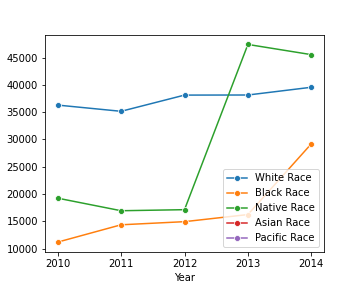 45000
40000
35000
30000
25000
20000
15000
10000
White Race
Black Race
Native Race
Asian Race
Pacific Race
2010 2011 2012 2013 2014
Year